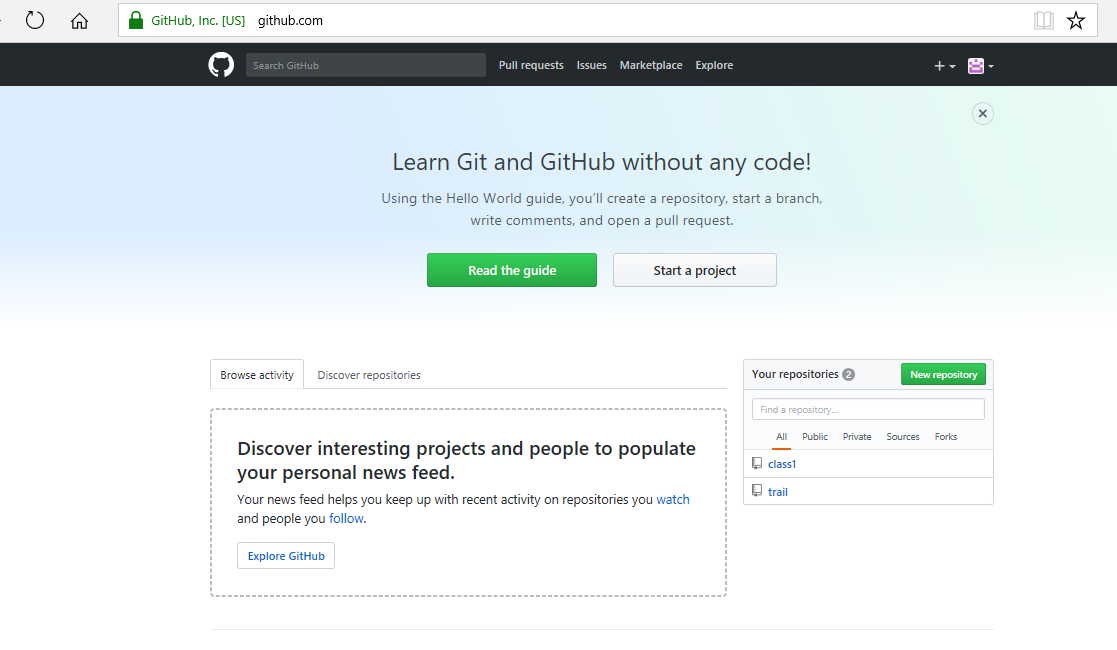 GitHub, Inc. [US] github.com
Search GitHub Pull requests Issues Marketplace Explore
Learn Git and GitHub without any code!
Using the Hello World guide, you’ll create a repository, start a branch,
write comments, and open a pull request.
Read the guide Start a project
Browse activity Discover repositories
Discover interesting projects and people to populate
your personal news feed.
Your news feed helps you keep up with recent activity on repositories you watch
and people you follow.
Explore GitHub
Your repositories 2 New repository
Find a repository...
All Public Private Sources Forks
class1
trail